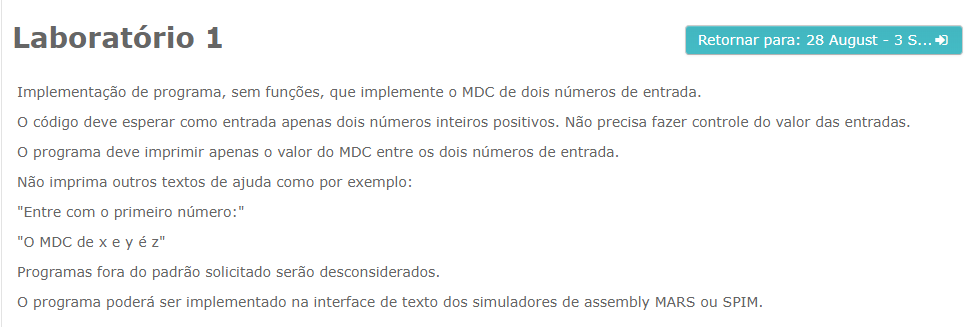 Laboratório 1
Retornar para: 28 August - 3 S...
Implementação de programa, sem funções, que implemente o MDC de dois números de entrada.
O código deve esperar como entrada apenas dois números inteiros positivos. Não precisa fazer controle do valor das entradas.
O programa deve imprimir apenas o valor do MDC entre os dois números de entrada.
Não imprima outros textos de ajuda como por exemplo:
"Entre com o primeiro número:"
"O MDC de x e y é z"
Programas fora do padrão solicitado serão desconsiderados.
O programa poderá ser implementado na interface de texto dos simuladores de assembly MARS ou SPIM.